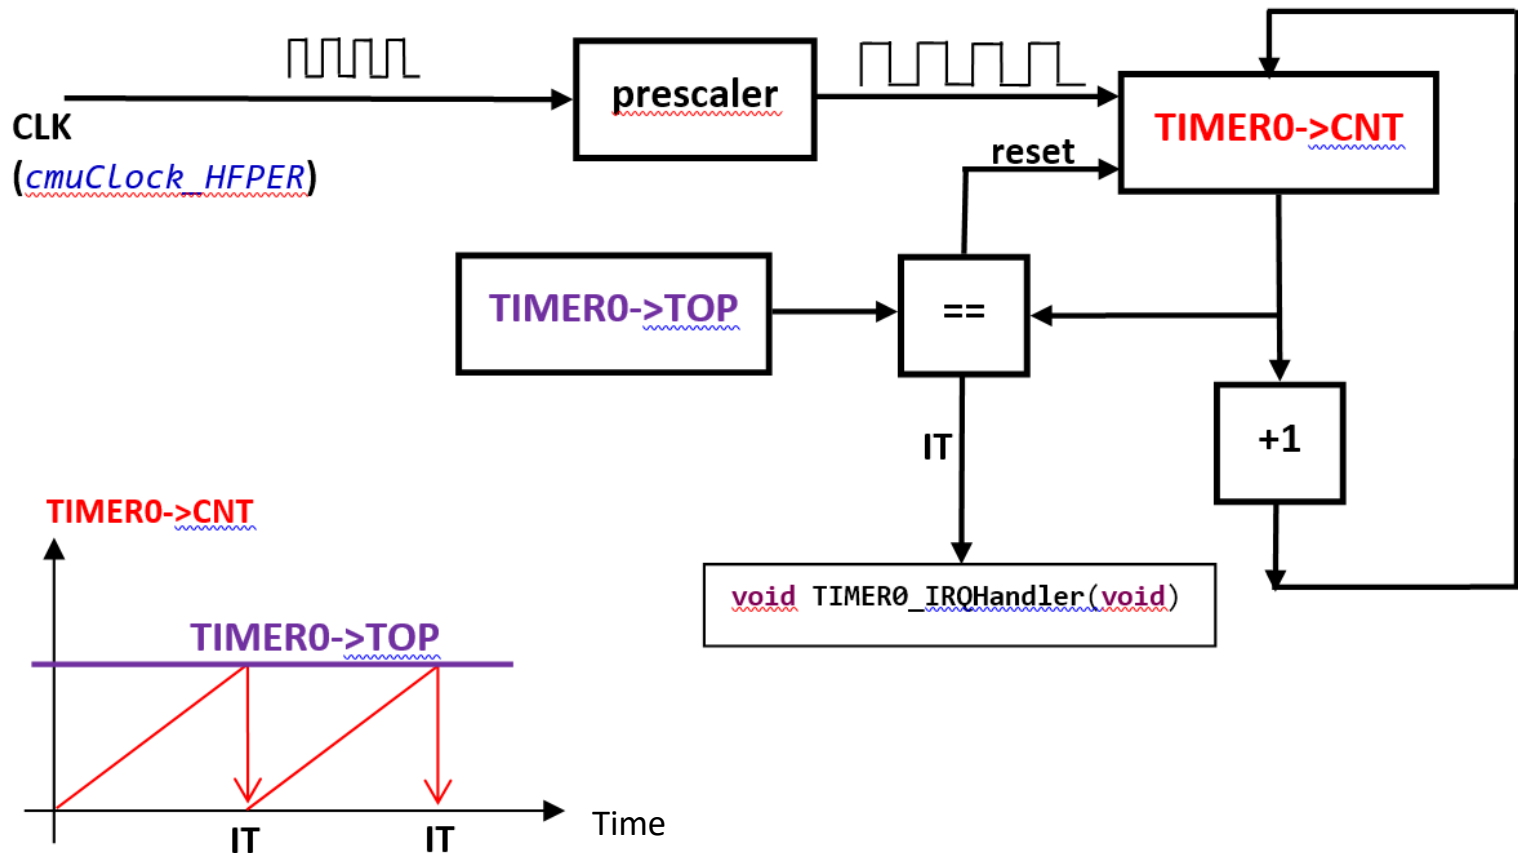 prescaler
CLK
(cmuClock_HFPER)
TIMER0->CNT
reset
TIMER0->TOP
==
IT
+1
void TIMER0_IRQHandler(void)
TIMER0->CNT
TIMER0->TOP
IT
IT
Time